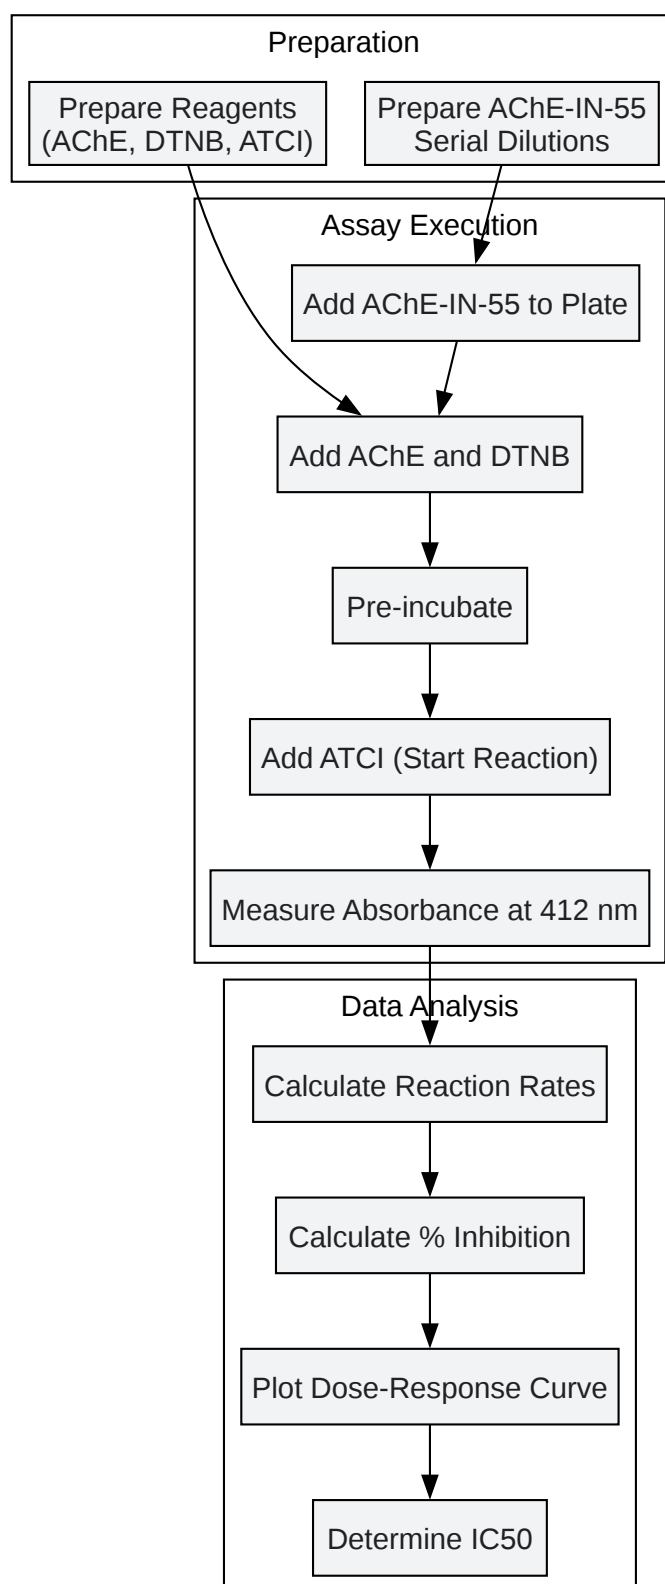 Preparation
Prepare Reagents
(AChE, DTNB, ATCI)
Prepare AChE-IN-55
Serial Dilutions
Assay Execution
Add AChE-IN-55 to Plate
Add AChE and DTNB
Pre-incubate
Add ATCI (Start Reaction)
Measure Absorbance at 412 nm
Data Analysis
Calculate Reaction Rates
Calculate % Inhibition
Plot Dose-Response Curve
Determine IC50